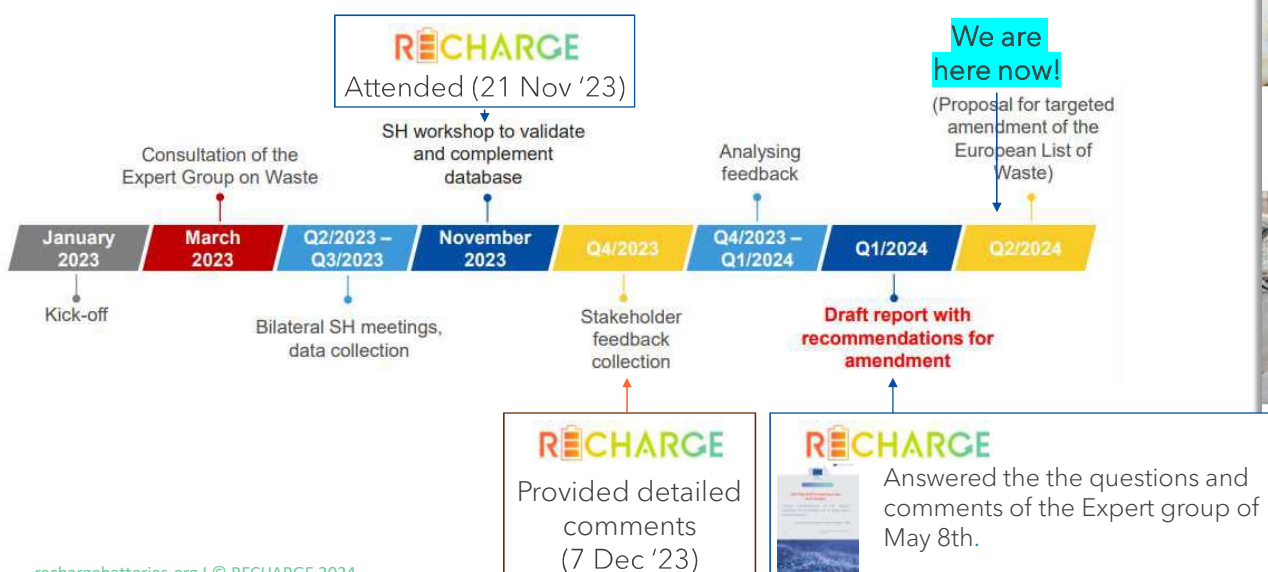 RECHARGE
Attended (21 Nov ‘23)
We are
here now!
(Proposal for targeted
amendment of the
European List of
Waste)
SH workshop to validate
and complement
database
Consultation of the
Expert Group on Waste
Analysing
feedback
January
2023
March
2023
Q2/2023 –
Q3/2023
November
2023
Q4/2023
Q4/2023 –
Q1/2024
Q1/2024
Q2/2024
Kick-off
Bilateral SH meetings,
data collection
Stakeholder
feedback
collection
Draft report with
recommendations for
amendment
RECHARGE
Provided detailed
comments
(7 Dec ‘23)
RECHARGE
Answered the the questions and
comments of the Expert group of
May 8th.
rechargebatteries.org | © RECHARGE 2024